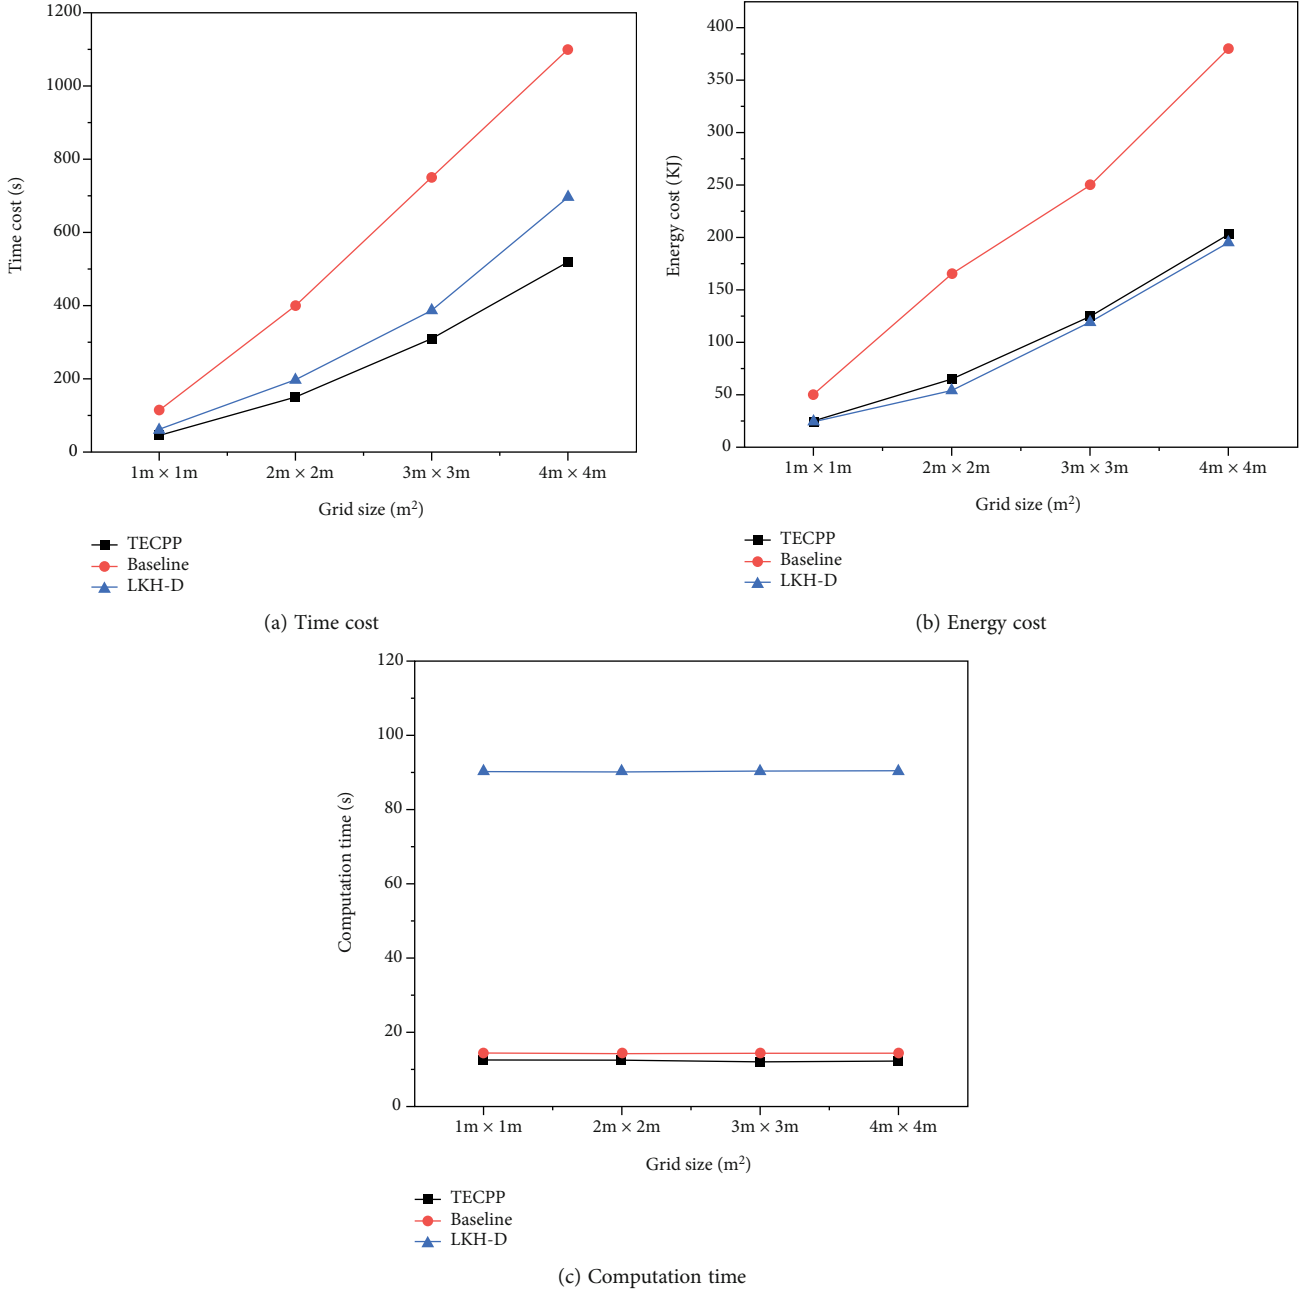 1200
1000
800
600
400
200
0
Time cost (s)
1m × 1m 2m × 2m 3m × 3m 4m × 4m
Grid size (m²)
TECPP
Baseline
LKH-D
(a) Time cost
400
350
300
250
200
150
100
50
0
Energy cost (KJ)
1m × 1m 2m × 2m 3m × 3m 4m × 4m
Grid size (m²)
TECPP
Baseline
LKH-D
(b) Energy cost
120
100
80
60
40
20
0
Computation time (s)
1m × 1m 2m × 2m 3m × 3m 4m × 4m
Grid size (m²)
TECPP
Baseline
LKH-D
(c) Computation time